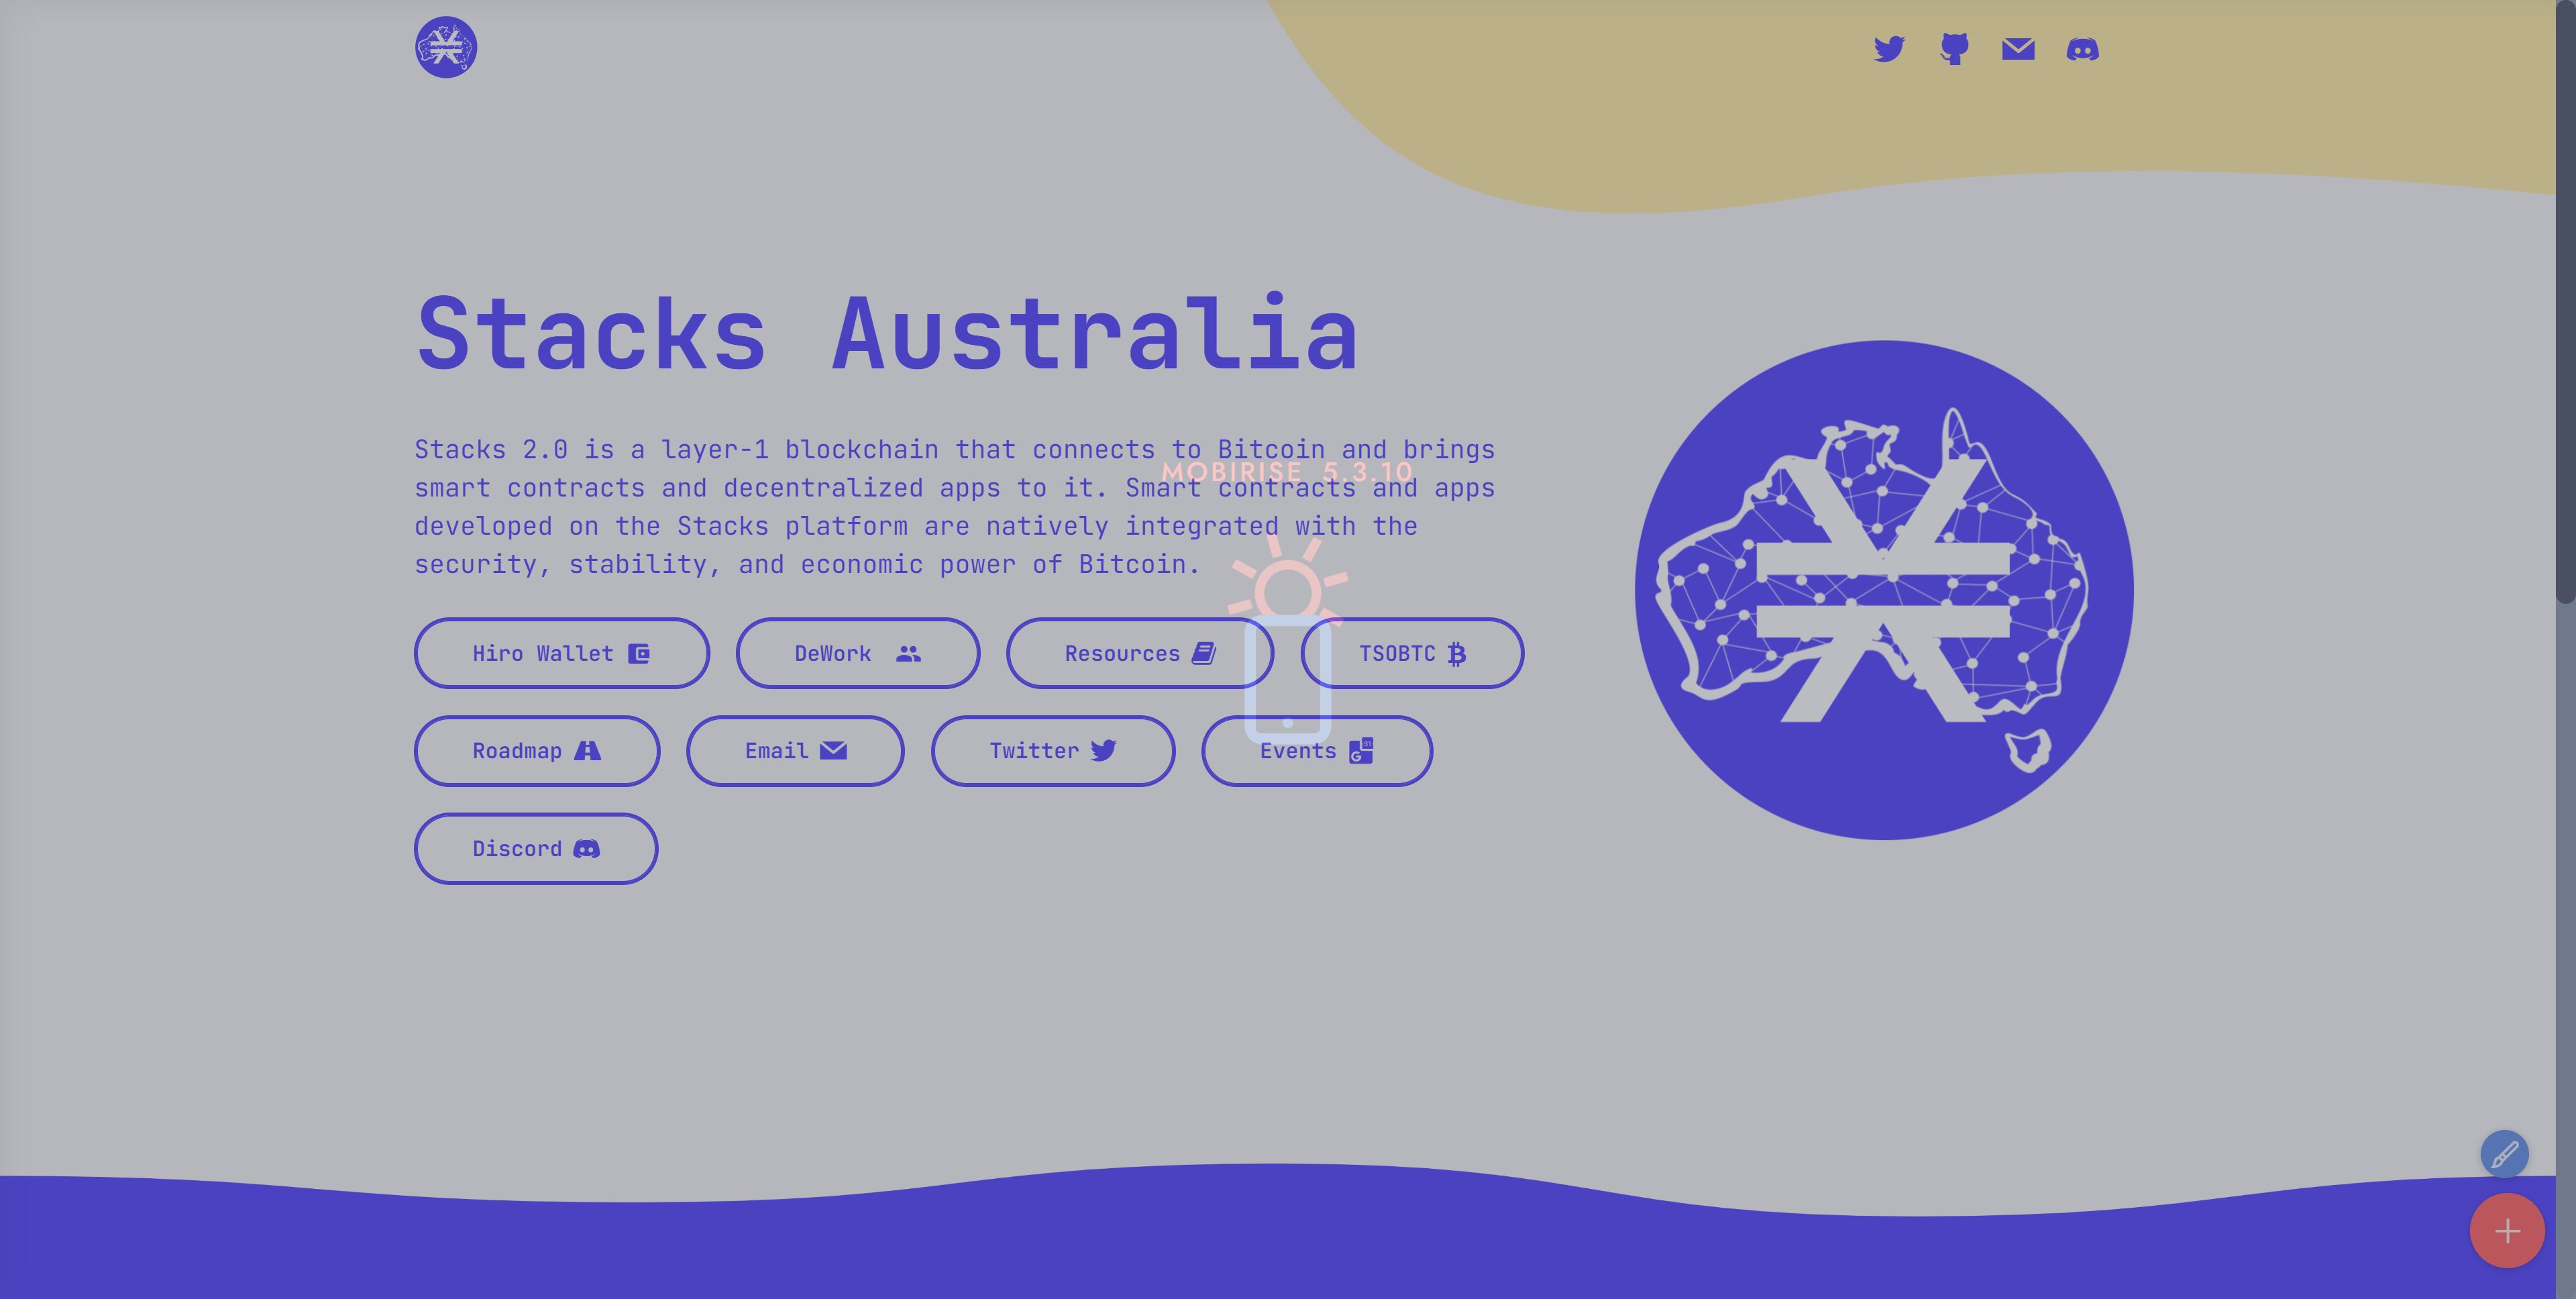 Stacks Australia
Stacks 2.0 is a layer-1 blockchain that connects to Bitcoin and brings
smart contracts and decentralized apps to it. Smart contracts and apps
developed on the Stacks platform are natively integrated with the
security, stability, and economic power of Bitcoin.
MOBIRISE 5.3.10
Hiro Wallet
DeWork
Resources
TSOBTC
Roadmap
Email
Twitter
Events
Discord